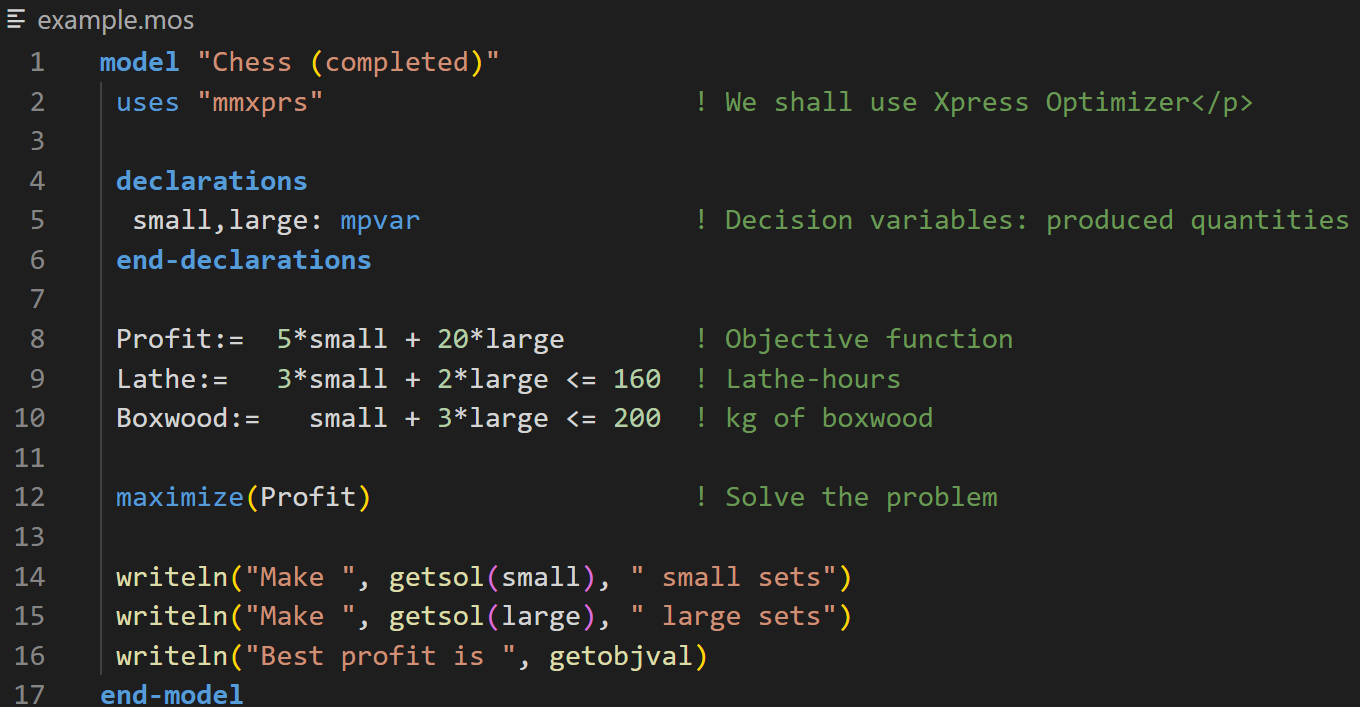 example.mos
1 model "Chess (completed)"
2 uses "mmxprs" ! We shall use Xpress Optimizer</p>
3
4 declarations
5 small,large: mpvar ! Decision variables: produced quantities
6 end-declarations
7
8 Profit:= 5*small + 20*large ! Objective function
9 Lathe:= 3*small + 2*large <= 160 ! Lathe-hours
10 Boxwood:= small + 3*large <= 200 ! kg of boxwood
11
12 maximize(Profit) ! Solve the problem
13
14 writeln("Make ", getsol(small), " small sets")
15 writeln("Make ", getsol(large), " large sets")
16 writeln("Best profit is ", getobjval)
17 end-model